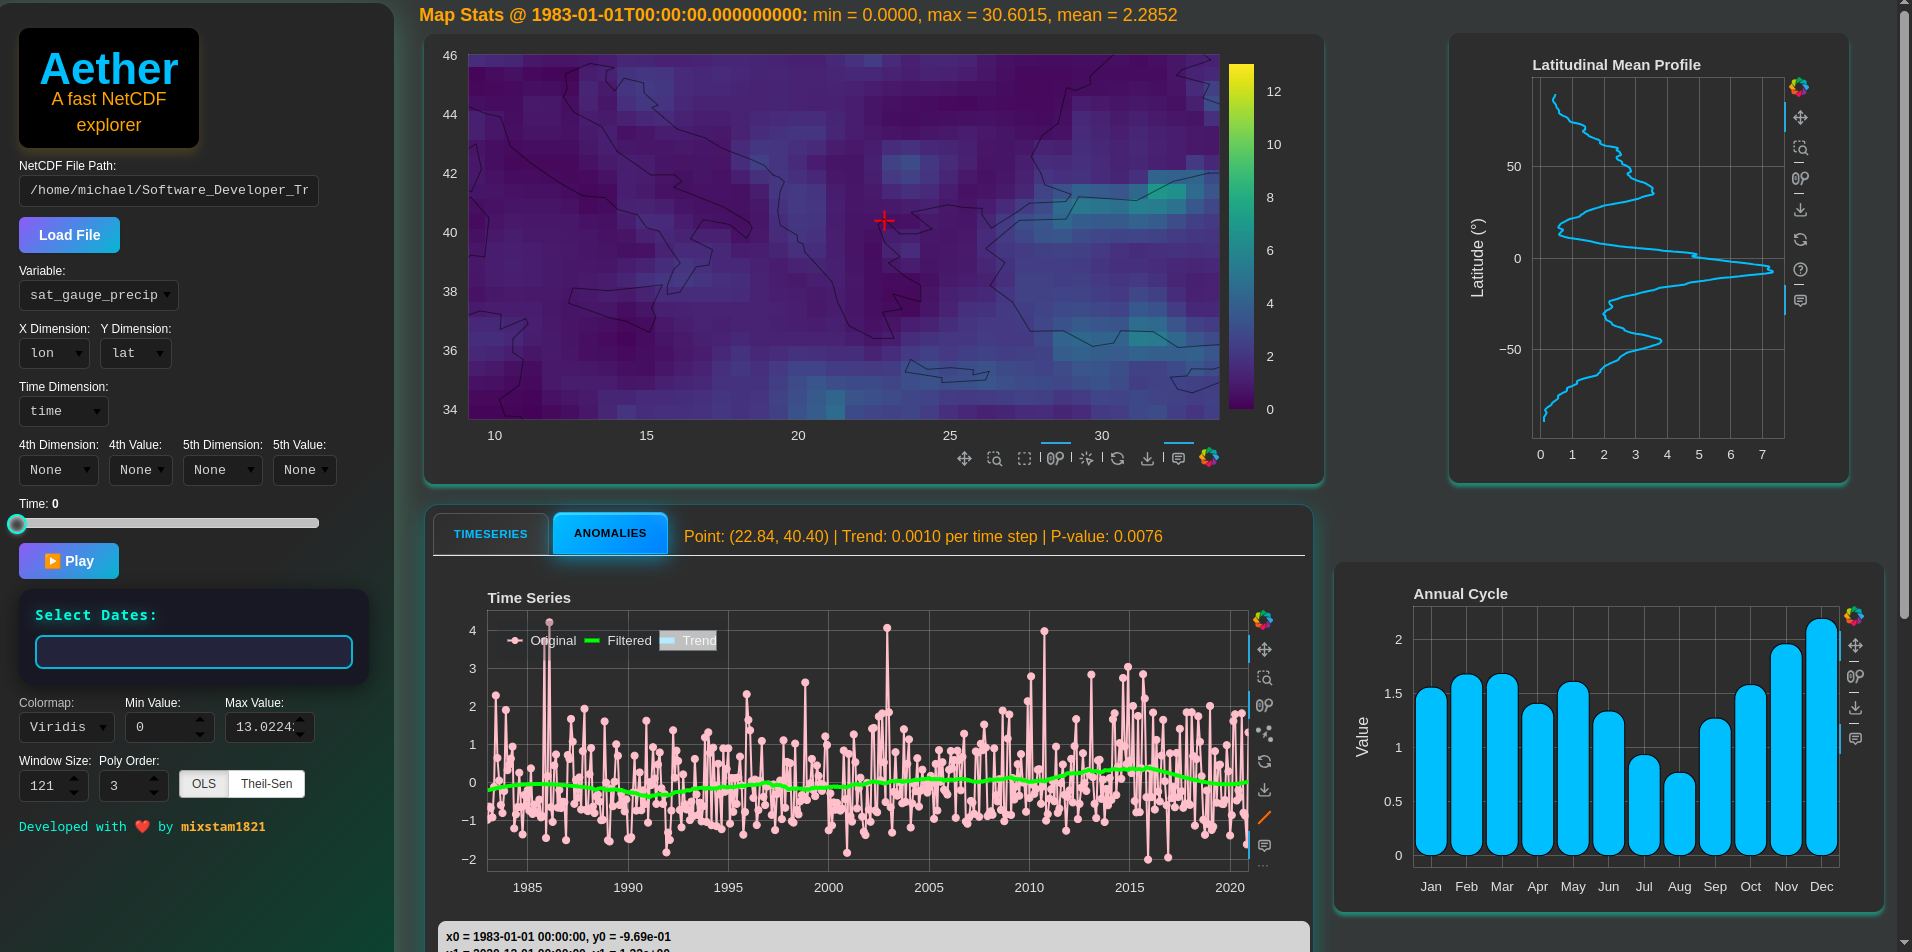 Aether
A fast NetCDF
explorer
NetCDF File Path:
/home/michael/Software_Developer_Tr
Load File
Variable:
sat_gauge_precip
X Dimension: Y Dimension:
lon lat
Time Dimension:
time
4th Dimension: 4th Value: 5th Dimension: 5th Value:
None None None None
Time: 0
Play
Select Dates:
Colormap: Min Value: Max Value:
Viridis 0 13.0224
Window Size: Poly Order:
121 3 OLS Theil-Sen
Developed with ❤️ by mixstam1821
Map Stats @ 1983-01-01T00:00:00.000000000: min = 0.0000, max = 30.6015, mean = 2.2852
46
44
42
40
38
36
34
10 15 20 25 30
12
10
8
6
4
2
0
Latitudinal Mean Profile
Latitude (°)
50
0
−50
0 1 2 3 4 5 6 7
TIMESERIES ANOMALIES Point: (22.84, 40.40) | Trend: 0.0010 per time step | P-value: 0.0076
Time Series
Original Filtered Trend
4
3
2
1
0
−1
−2
1985 1990 1995 2000 2005 2010 2015 2020
x0 = 1983-01-01 00:00:00, y0 = -9.69e-01
Annual Cycle
Value
2
1.5
1
0.5
0
Jan Feb Mar Apr May Jun Jul Aug Sep Oct Nov Dec